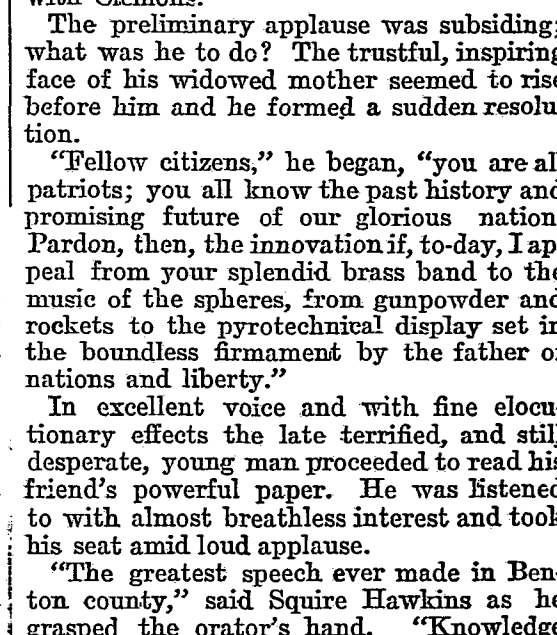 with Clemons.
The preliminary applause was subsiding;
what was he to do? The trustful, inspiring
face of his widowed mother seemed to rise
before him and he formed a sudden resolu
tion.
“Fellow citizens,” he began, “you are all
patriots; you all know the past history and
promising future of our glorious nation
Pardon, then, the innovation if, to-day, I ap
peal from your splendid brass band to the
music of the spheres, from gunpowder and
rockets to the pyrotechnical display set in
the boundless firmament by the father of
nations and liberty.”
In excellent voice and with fine elocu-
tionary effects the late terrified, and still
desperate, young man proceeded to read his
friend's powerful paper. He was listened
to with almost breathless interest and took
his seat amid loud applause.
“The greatest speech ever made in Ben-
ton county,” said Squire Hawkins as he
grasped the orator's hand. “Knowledge